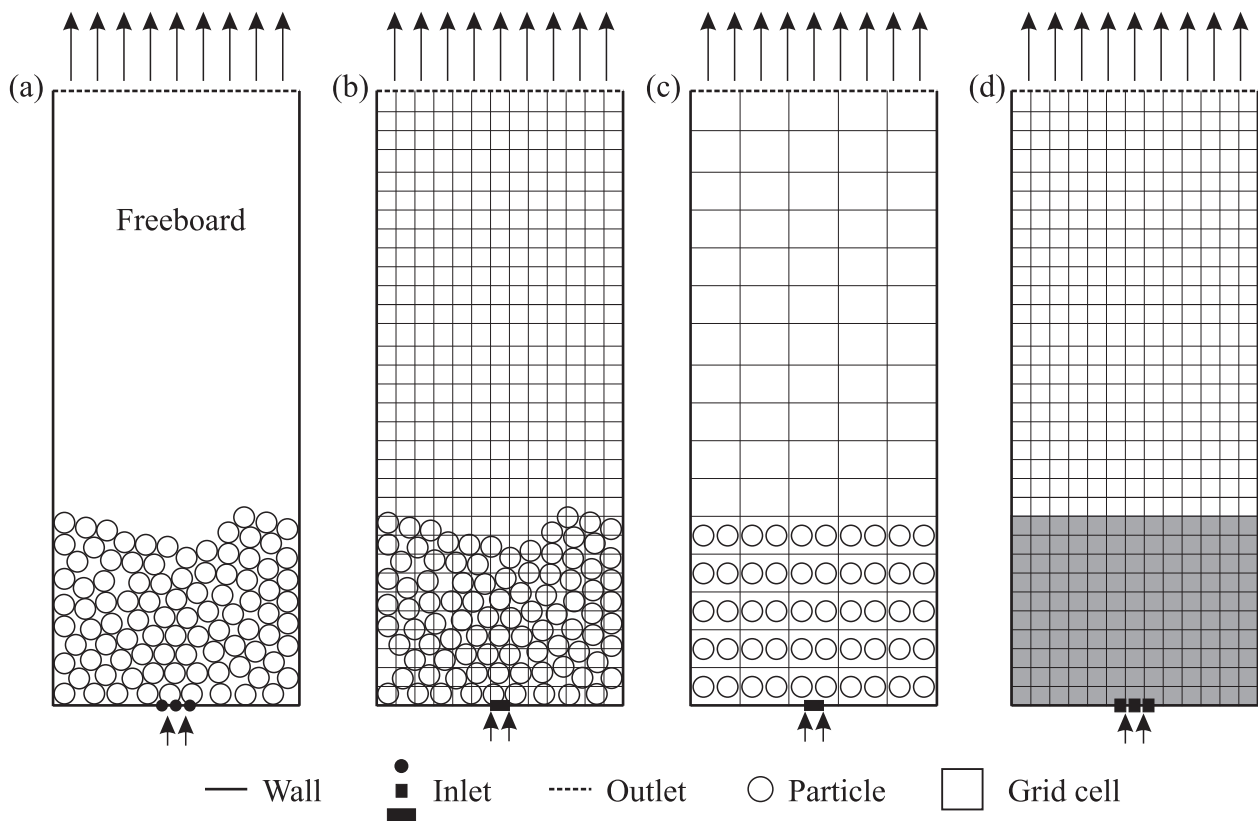 (a)
(b)
(c)
(d)
Freeboard
Wall
Inlet
Outlet
Particle
Grid cell